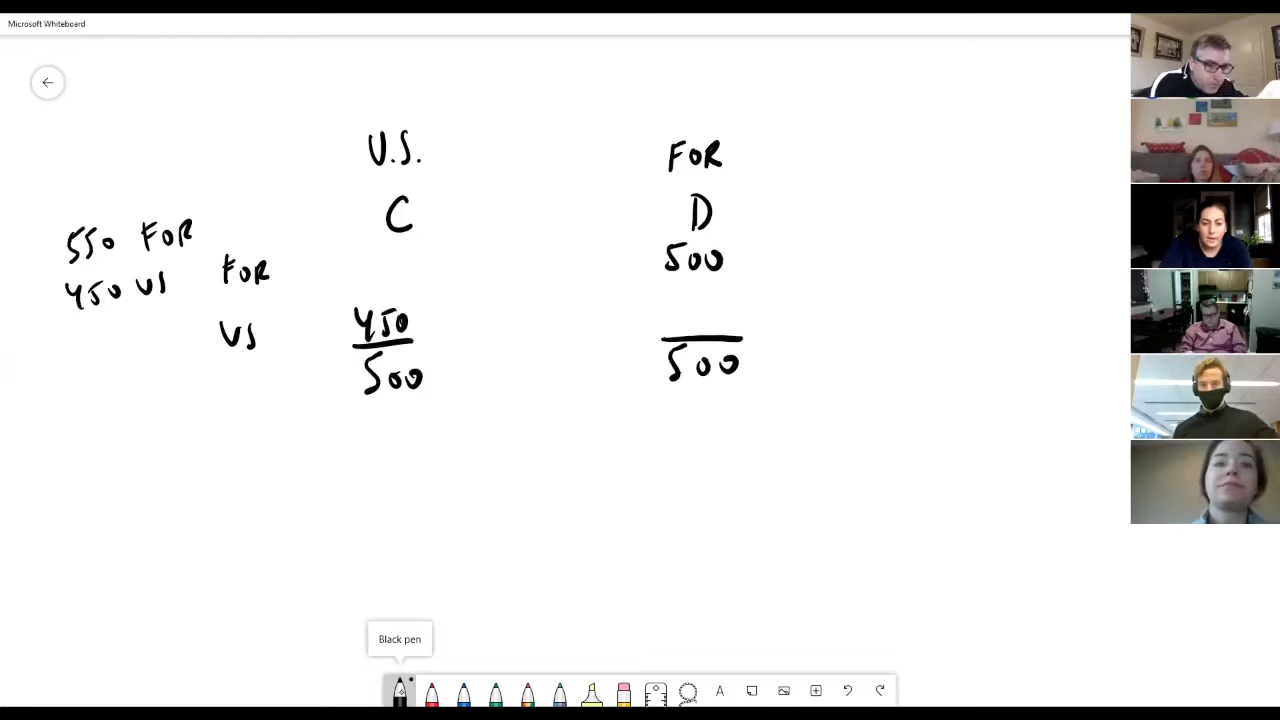 Microsoft Whiteboard
U.S. FOR
C D
550 FOR 500
450 US FOR
US 450
500 500
Black pen
A